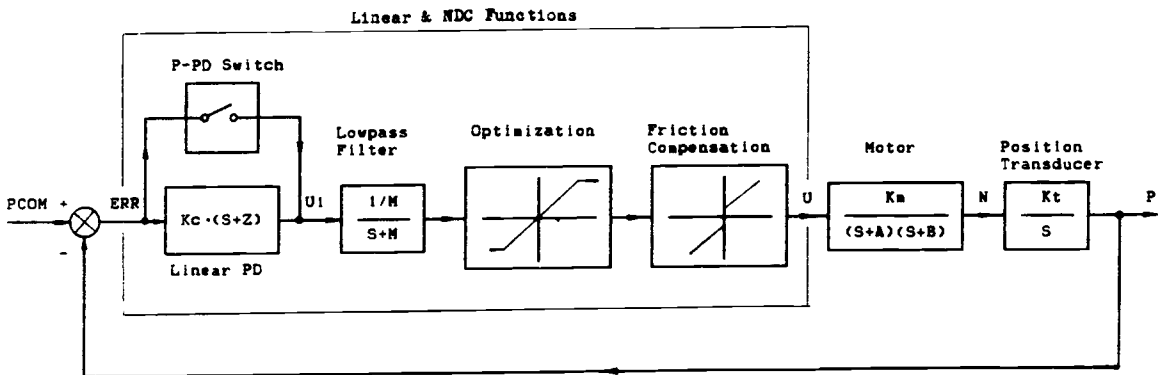 Linear & NDC Functions
P-PD Switch
Lowpass
Filter
Optimization
Friction
Compensation
Motor
Position
Transducer
PCOM +
-
ERR
Kc·(S+Z)
Linear PD
U1
1/M
S+M
U
Km
(S+A)(S+B)
N
Kt
S
P